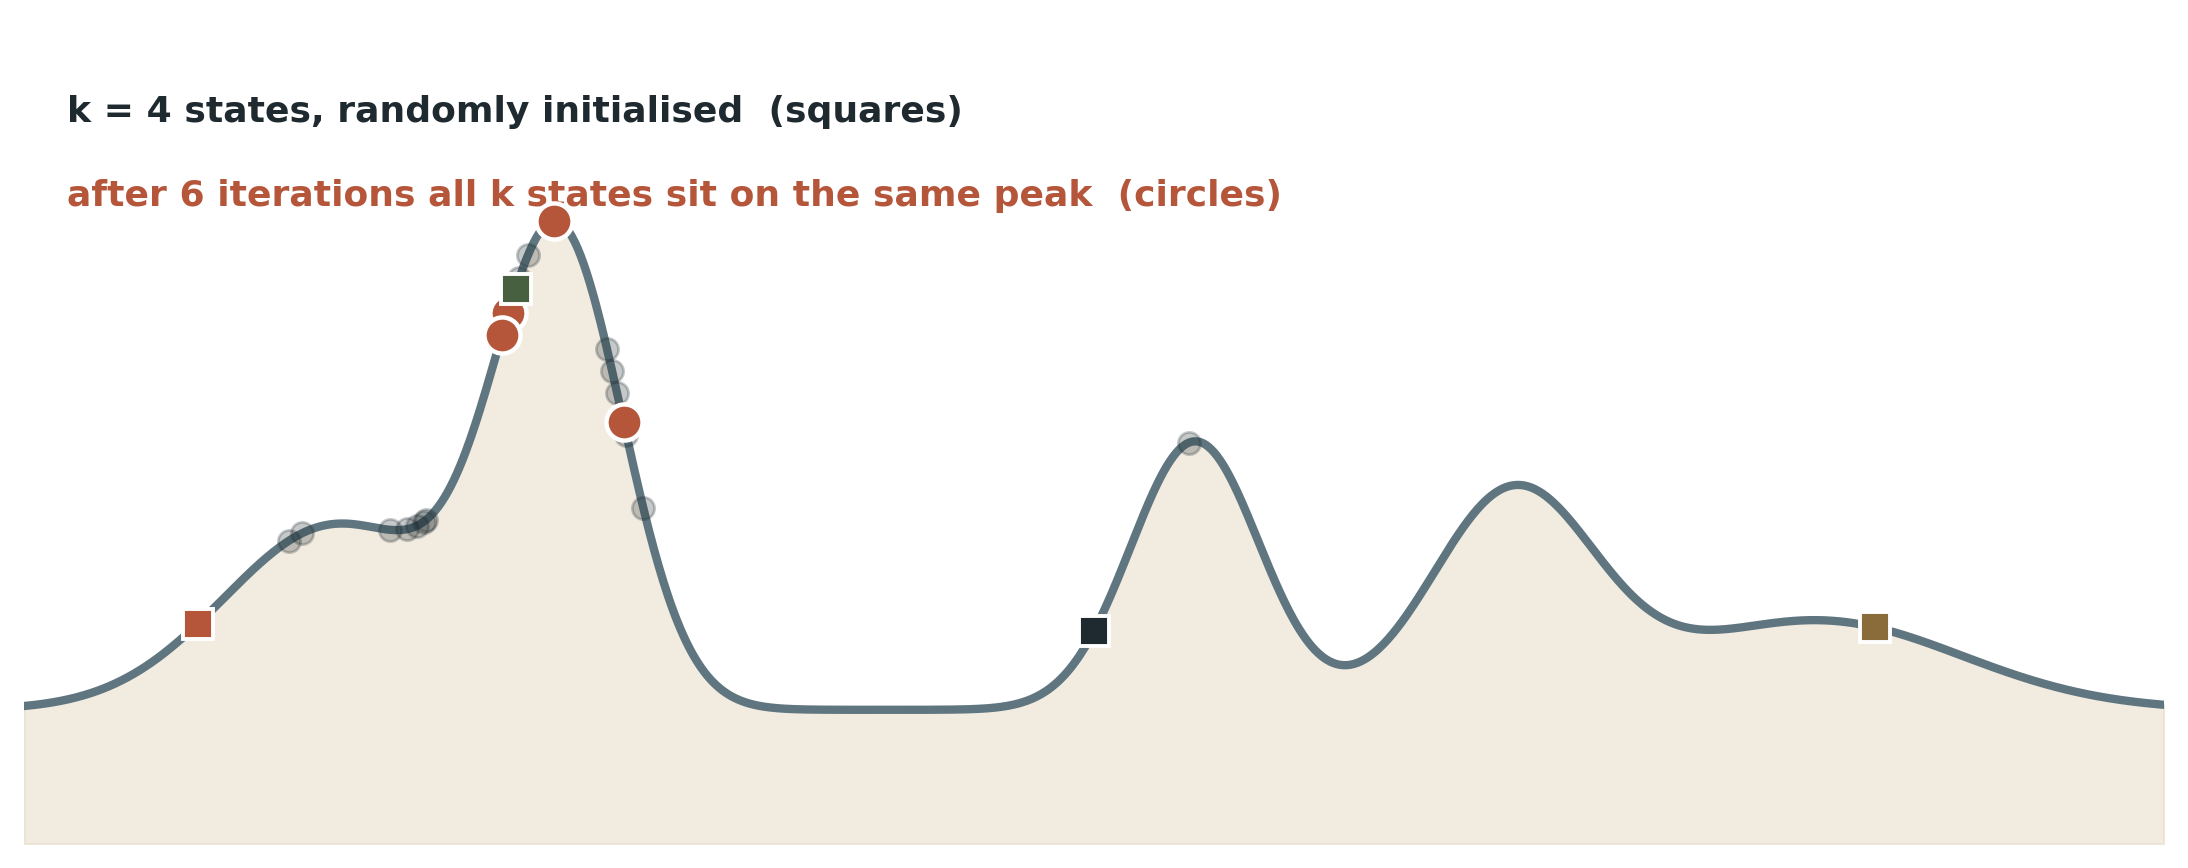 k = 4 states, randomly initialised  (squares)
after 6 iterations all k states sit on the same peak  (circles)